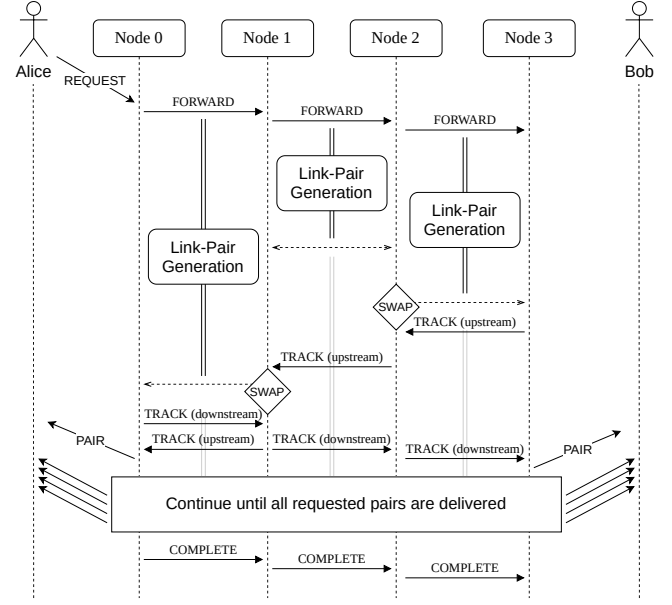 Node 0
Node 1
Node 2
Node 3
Alice
Bob
REQUEST
FORWARD
FORWARD
FORWARD
Link-Pair
Generation
Link-Pair
Generation
Link-Pair
Generation
SWAP
TRACK (upstream)
TRACK (upstream)
SWAP
TRACK (downstream)
PAIR
TRACK (upstream)
TRACK (downstream)
TRACK (downstream)
PAIR
Continue until all requested pairs are delivered
COMPLETE
COMPLETE
COMPLETE